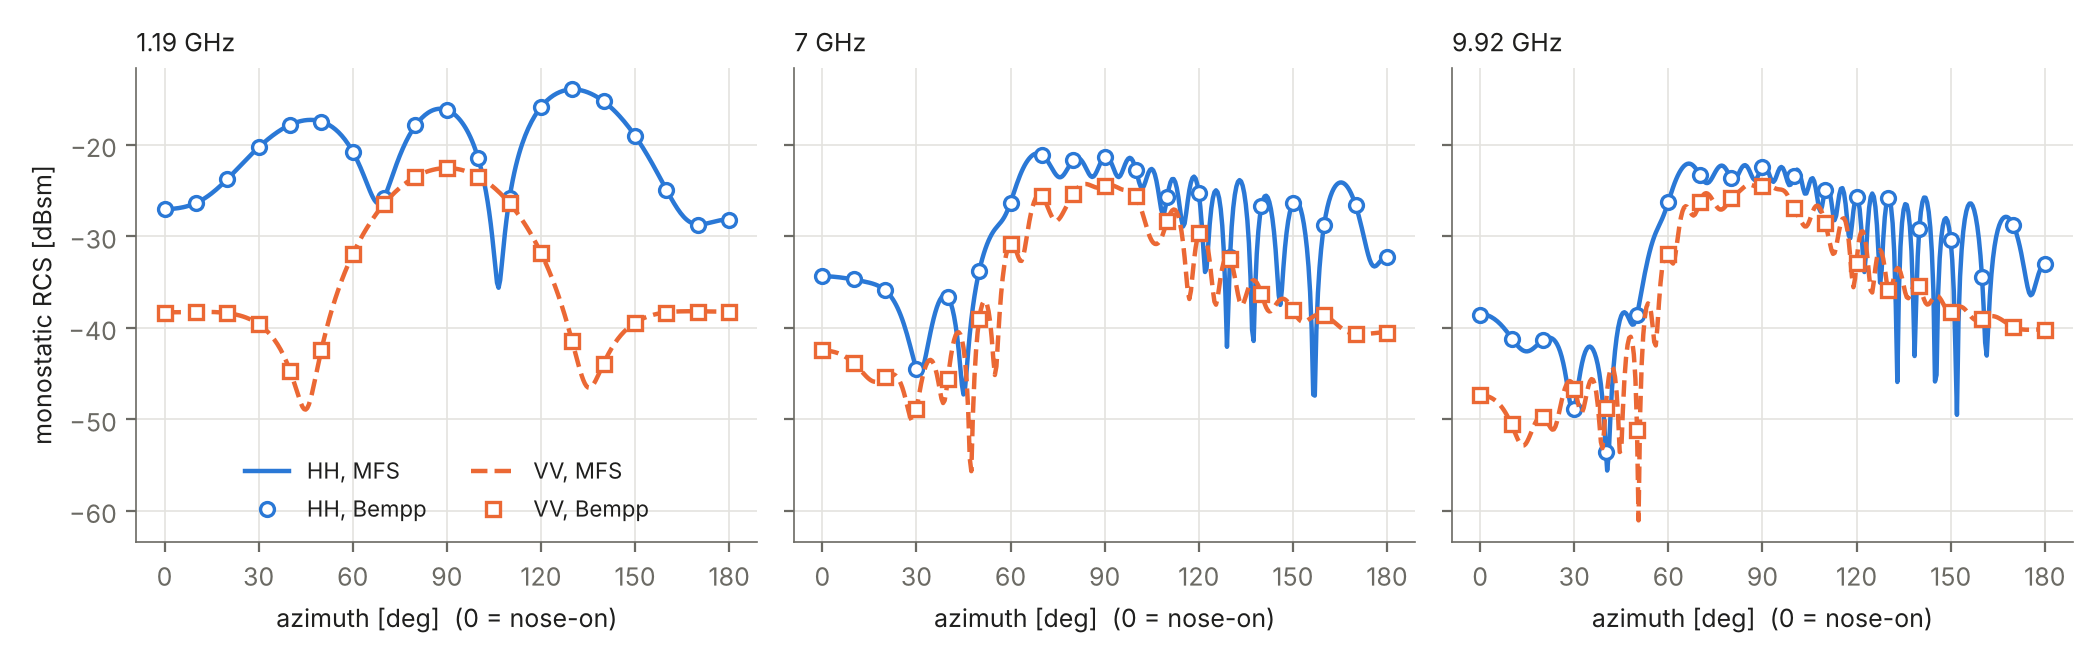 1.19 GHz
7 GHz
9.92 GHz
monostatic RCS [dBsm]
−20
−30
−40
−50
−60
HH, MFS
VV, MFS
HH, Bempp
VV, Bempp
0 30 60 90 120 150 180
0 30 60 90 120 150 180
0 30 60 90 120 150 180
azimuth [deg] (0 = nose-on)
azimuth [deg] (0 = nose-on)
azimuth [deg] (0 = nose-on)